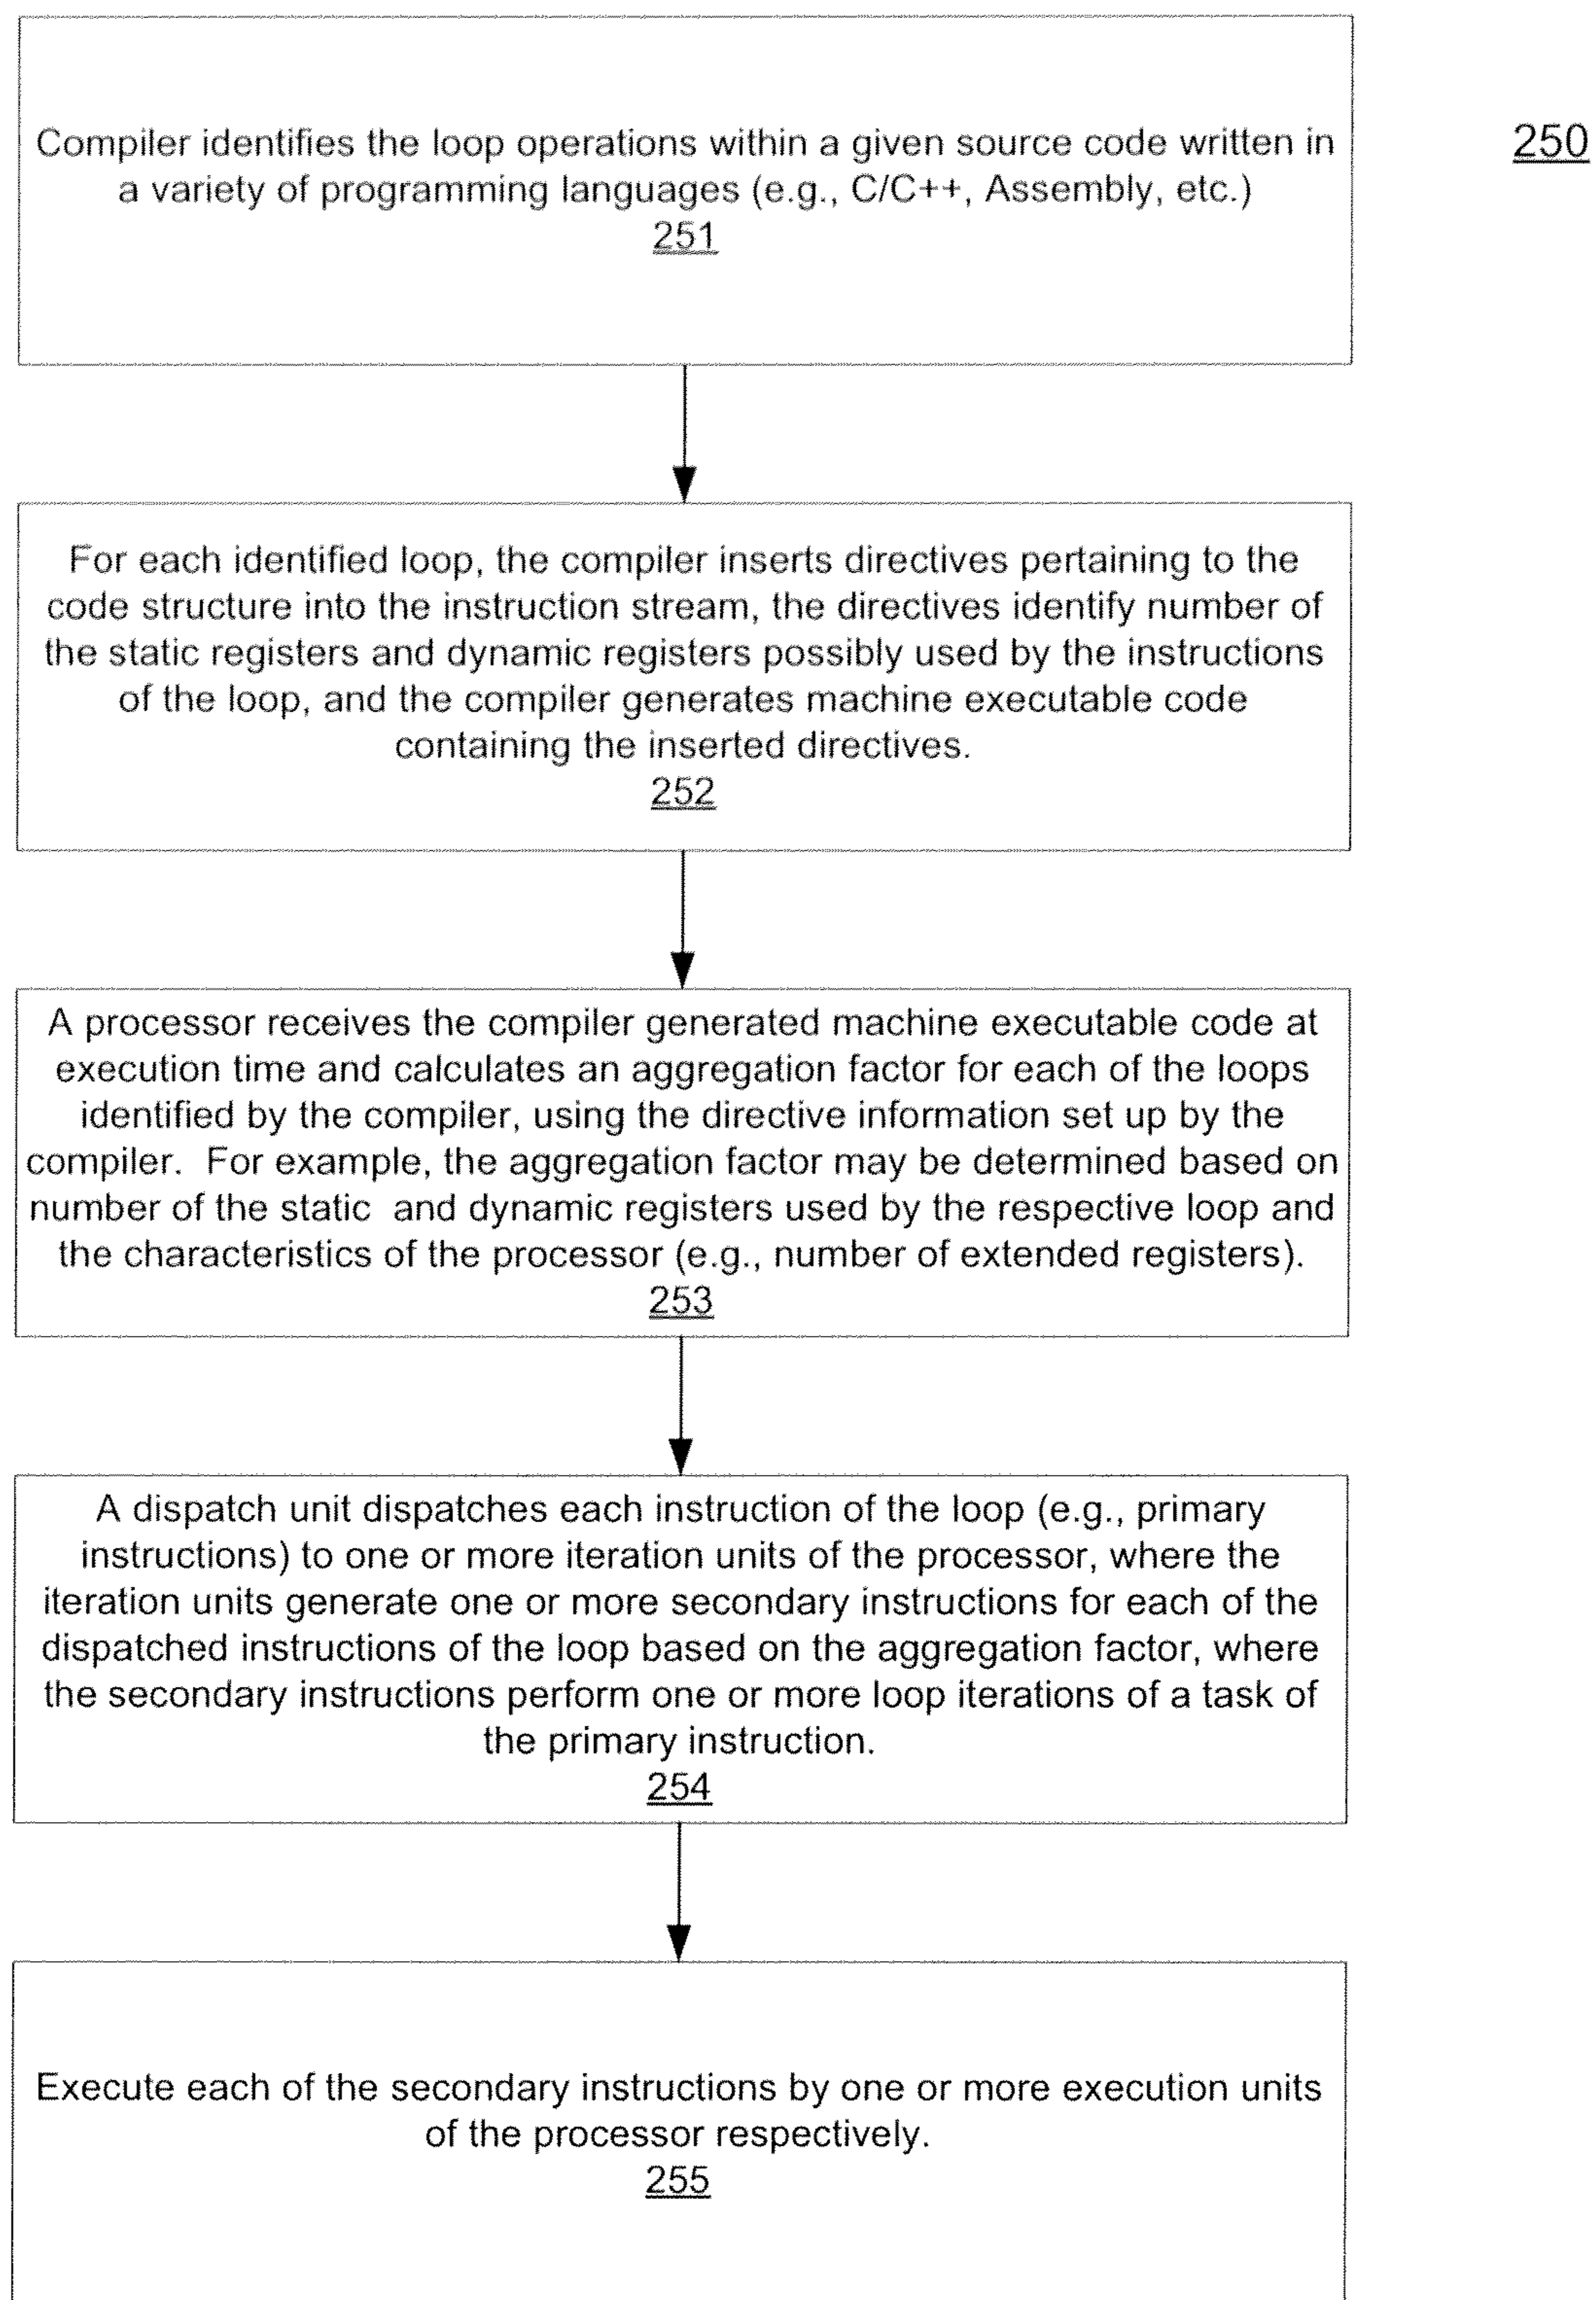 Compiler identifies the loop operations within a given source code written in
a variety of programming languages (e.g., C/C++, Assembly, etc.)
251
250
For each identified loop, the compiler inserts directives pertaining to the
code structure into the instruction stream, the directives identify number of
the static registers and dynamic registers possibly used by the instructions
of the loop, and the compiler generates machine executable code
containing the inserted directives.
252
A processor receives the compiler generated machine executable code at
execution time and calculates an aggregation factor for each of the loops
identified by the compiler, using the directive information set up by the
compiler. For example, the aggregation factor may be determined based on
number of the static and dynamic registers used by the respective loop and
the characteristics of the processor (e.g., number of extended registers).
253
A dispatch unit dispatches each instruction of the loop (e.g., primary
instructions) to one or more iteration units of the processor, where the
iteration units generate one or more secondary instructions for each of the
dispatched instructions of the loop based on the aggregation factor, where
the secondary instructions perform one or more loop iterations of a task of
the primary instruction.
254
Execute each of the secondary instructions by one or more execution units
of the processor respectively.
255